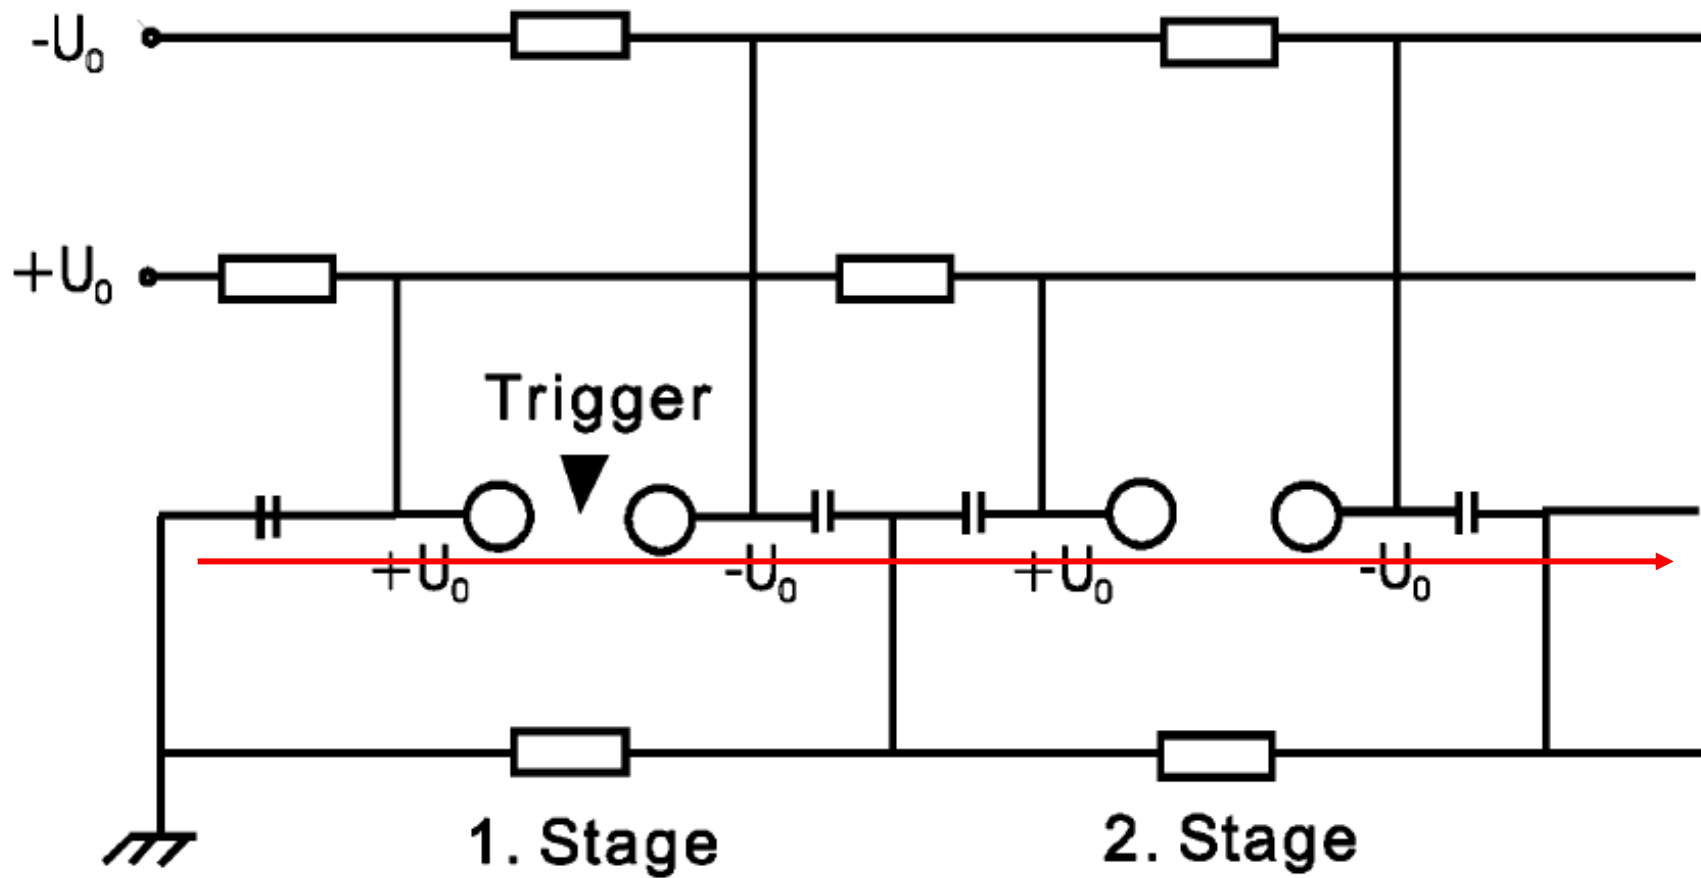 -U₀
+U₀
Trigger
+U₀
-U₀
+U₀
-U₀
1. Stage
2. Stage